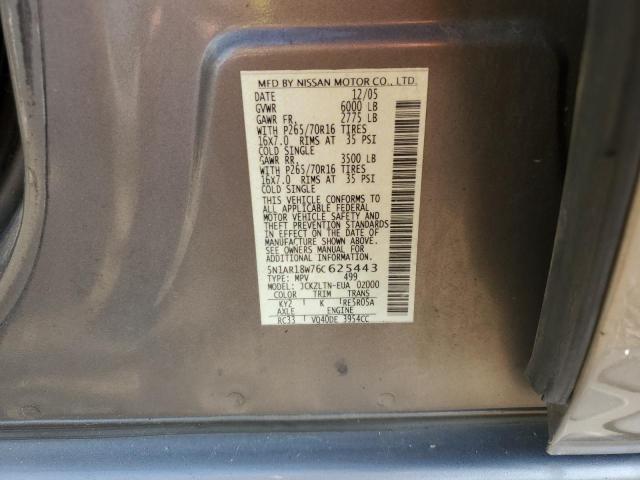 MFD BY NISSAN MOTOR CO., LTD.
DATE 12/05
GVWR 6000 LB
GAWR FR. 2775 LB
WITH P265/70R16 TIRES
16X7.0 RIMS AT 35 PSI
COLD SINGLE
GAWR RR. 3500 LB
WITH P265/70R16 TIRES
16X7.0 RIMS AT 35 PSI
COLD SINGLE
THIS VEHICLE CONFORMS TO
ALL APPLICABLE FEDERAL
MOTOR VEHICLE SAFETY AND
THEFT PREVENTION STANDARDS
IN EFFECT ON THE DATE OF
MANUFACTURE SHOWN ABOVE.
SEE OWNERS MANUAL FOR
ADDITIONAL INFORMATION.
5N1AR18W76C625443
TYPE: MPV 499
MODEL: JCKZLTN-EUA 02000
COLOR TRIM TRANS
KY2 K RE5R05A
AXLE ENGINE
RC33 VQ40DE 3954CC